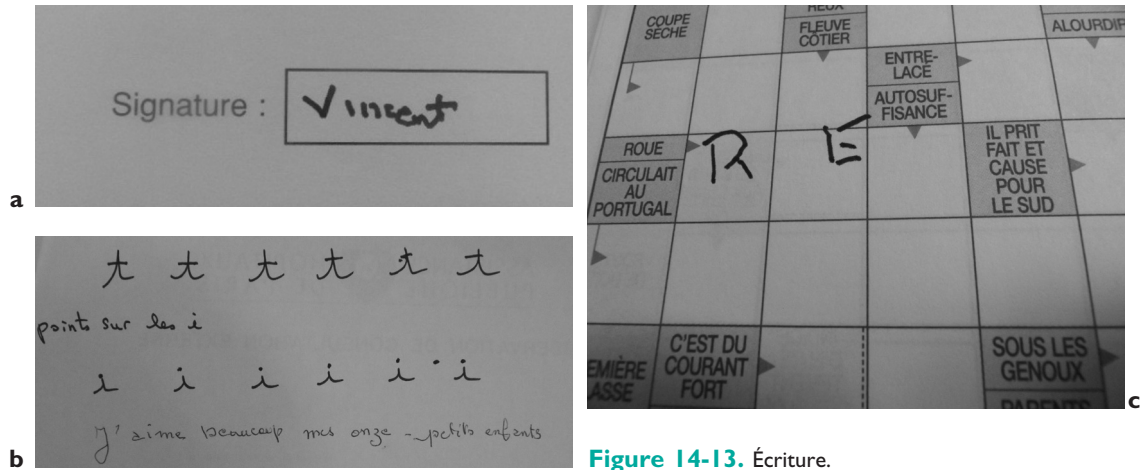 a
Signature :
Vincent
b
t t t t t t
points sur les i
i i i i i i
J'aime beaucoup mes onze petits enfants
c
COUPE
SÈCHE
REUX
FLEUVE
CÔTIER
ALOURDIR
ENTRE-
LACE
AUTOSUF-
FISANCE
ROUE
CIRCULAIT
AU
PORTUGAL
R É
IL PRIT
FAIT ET
CAUSE
POUR
LE SUD
C'EST DU
COURANT
FORT
SOUS LES
GENOUX
PARENTS
Figure 14-13. Écriture.